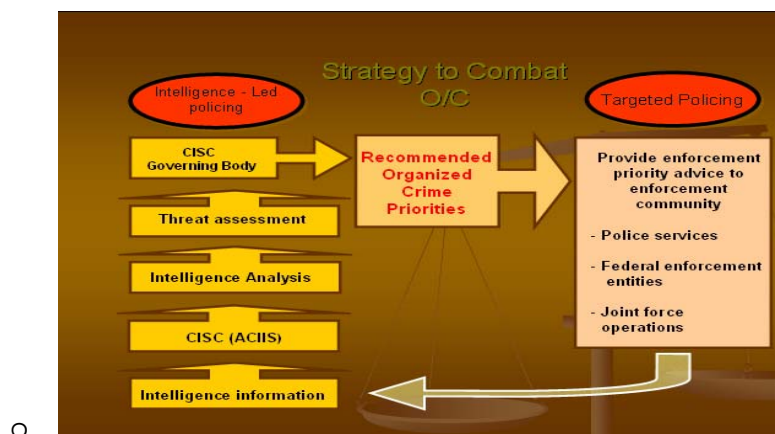 Strategy to Combat
O/C
Intelligence - Led
policing
Targeted Policing
CISC
Governing Body
Recommended
Organized
Crime
Priorities
Provide enforcement
priority advice to
enforcement
community
- Police services
- Federal enforcement
entities
- Joint force
operations
Threat assessment
Intelligence Analysis
CISC (ACIIS)
Intelligence information
o